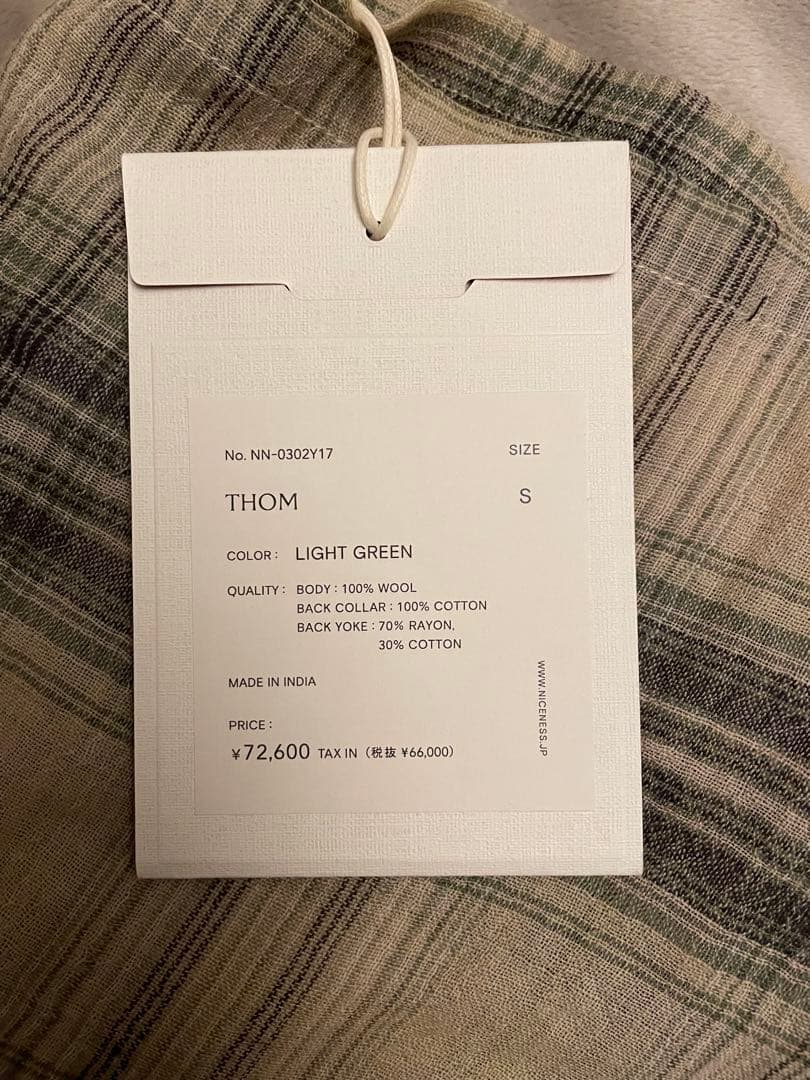 No. NN-0302Y17
SIZE
THOM
S
COLOR : LIGHT GREEN
QUALITY : BODY : 100% WOOL
BACK COLLAR : 100% COTTON
BACK YOKE : 70% RAYON,
30% COTTON
MADE IN INDIA
WWW.NICENESS.JP
PRICE :
¥72,600 TAX IN (税抜 ¥66,000)